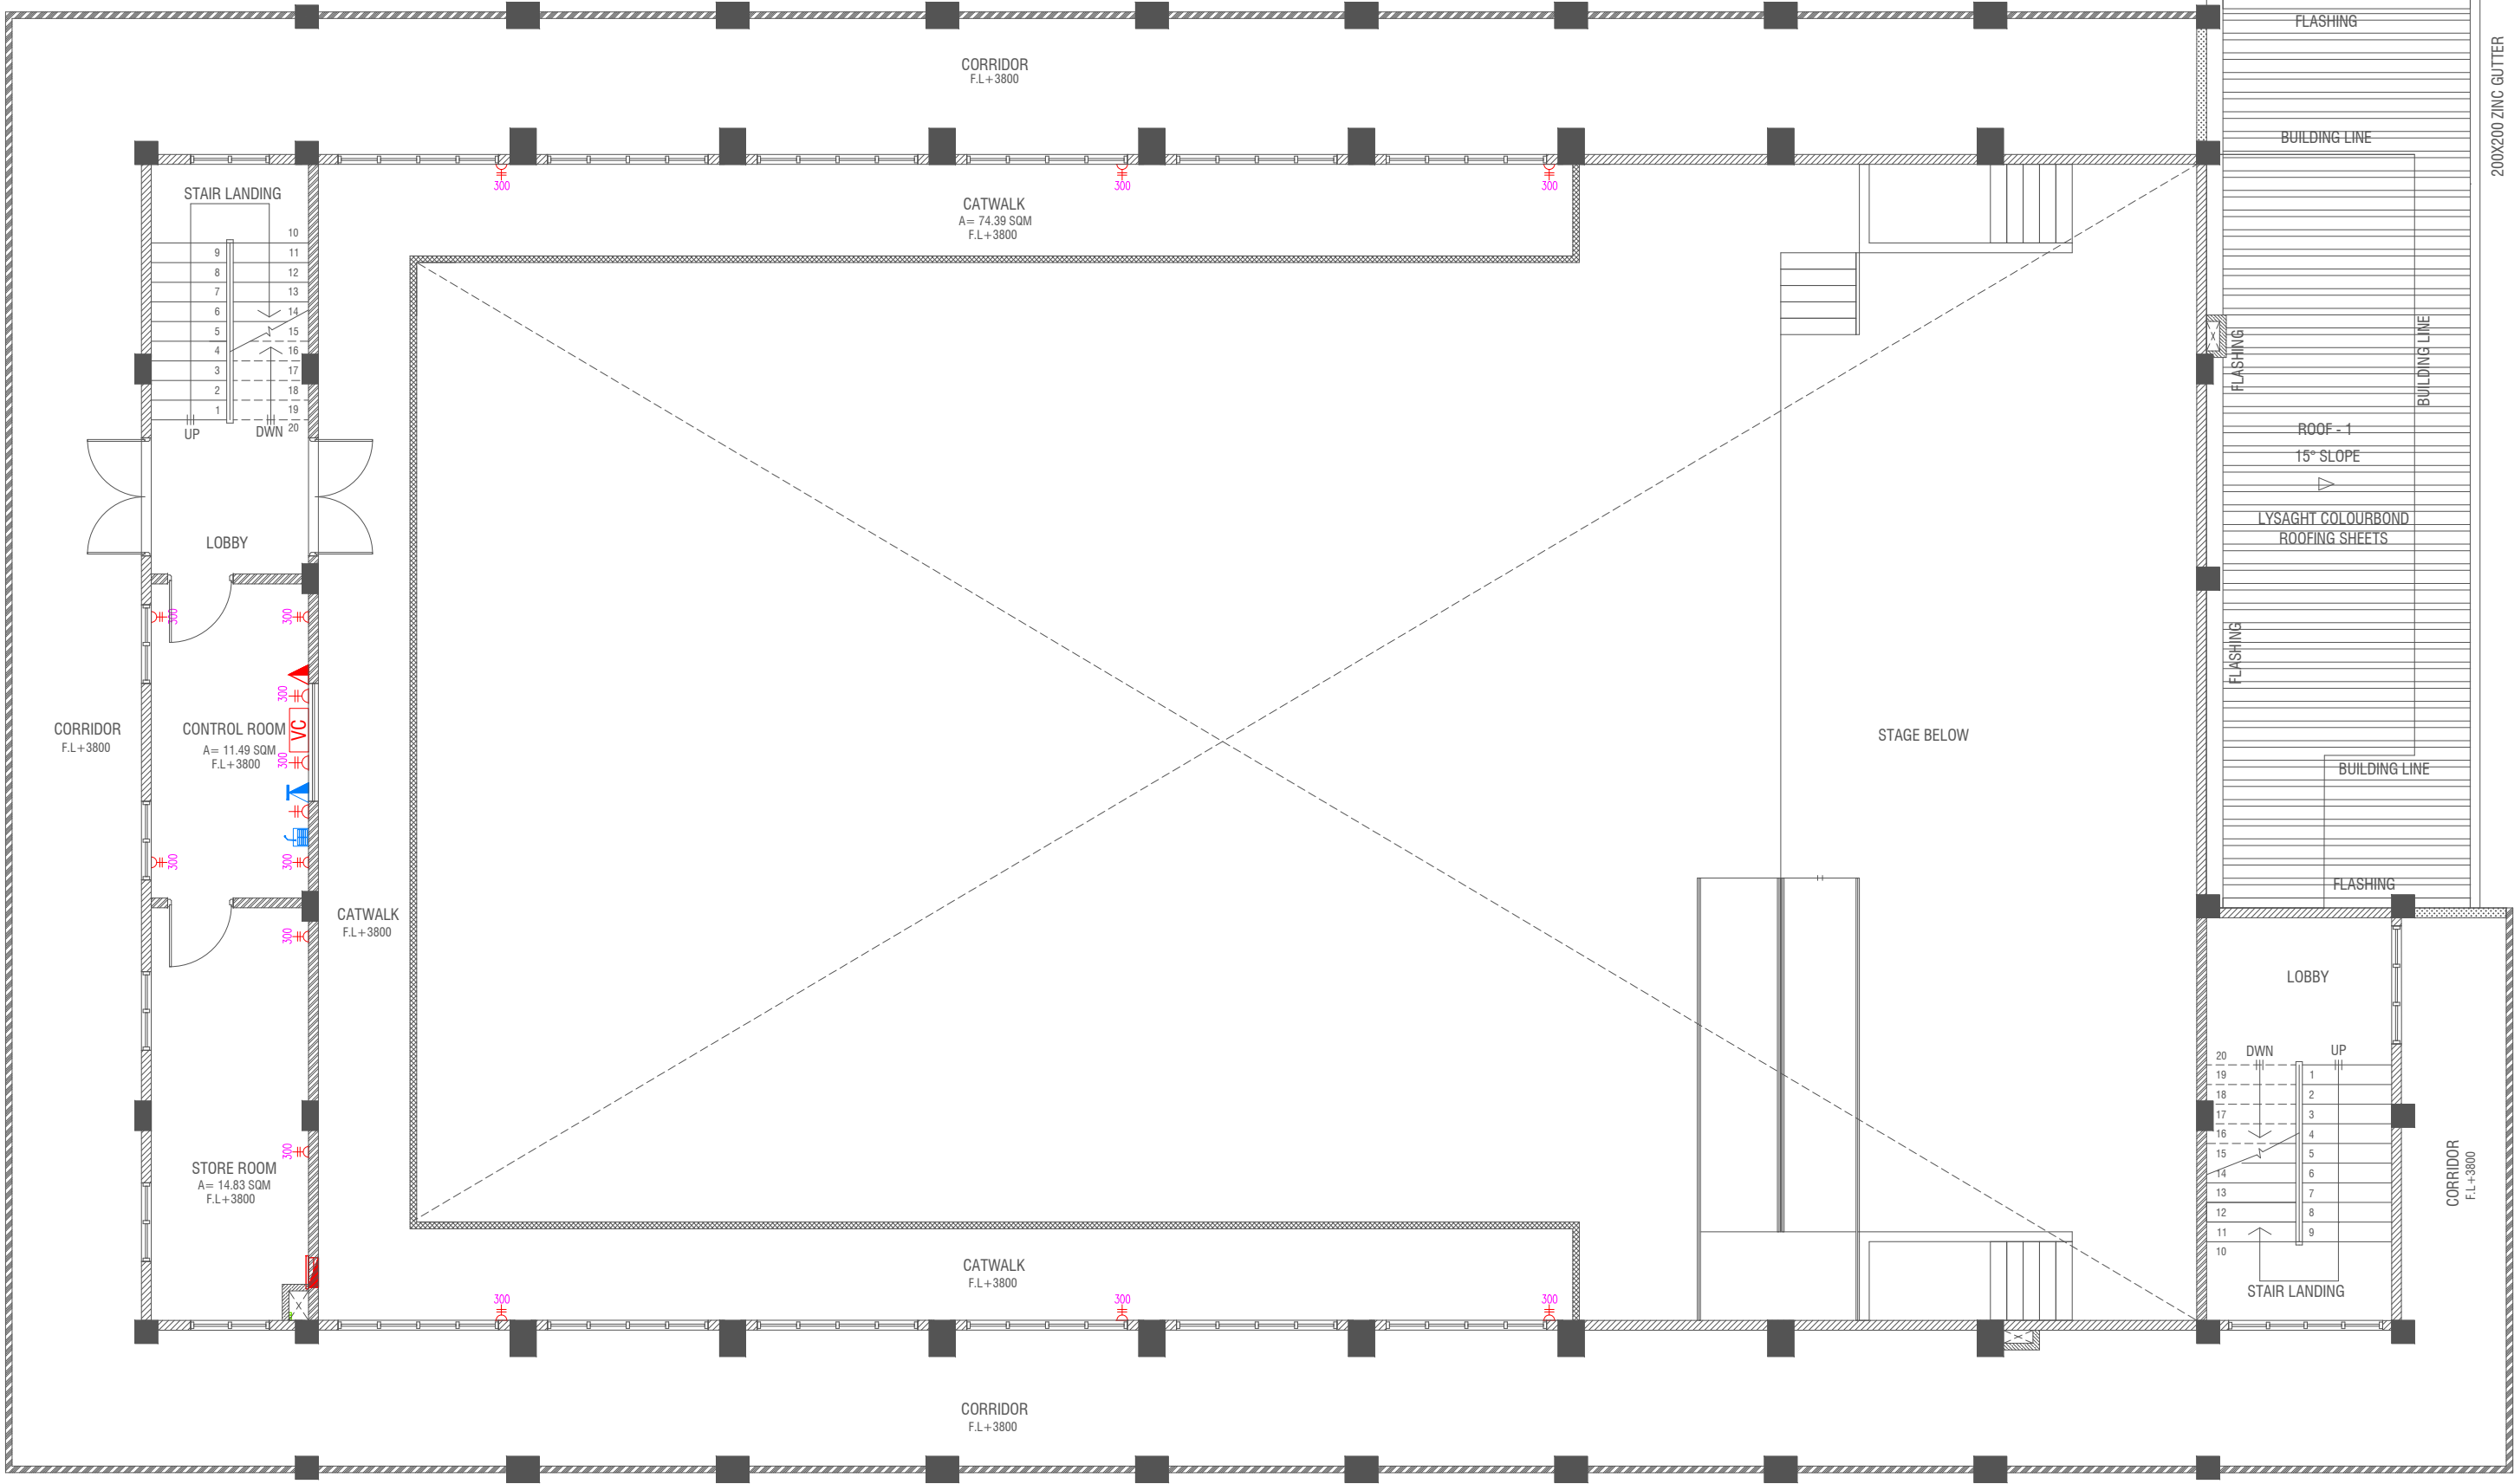 FLASHING
200X200 ZINC GUTTER
CORRIDOR
F.L+3800
BUILDING LINE
STAIR LANDING
300
300
300
CATWALK
A= 74.39 SQM
F.L+3800
10
9
11
8
12
7
13
6
14
5
15
4
16
3
17
2
18
1
19
20
UP
DWN
FLASHING
BUILDING LINE
ROOF - 1
15° SLOPE
LYSAGHT COLOURBOND
ROOFING SHEETS
LOBBY
300
300
FLASHING
300
CORRIDOR
F.L+3800
CONTROL ROOM
A= 11.49 SQM
F.L+3800
VC
300
STAGE BELOW
BUILDING LINE
300
300
FLASHING
CATWALK
F.L+3800
300
LOBBY
DWN
UP
20
19
1
18
2
17
3
16
4
15
5
14
6
13
7
12
8
11
9
10
STAIR LANDING
CORRIDOR
F.L+3800
300
STORE ROOM
A= 14.83 SQM
F.L+3800
X
CATWALK
F.L+3800
300
300
300
CORRIDOR
F.L+3800